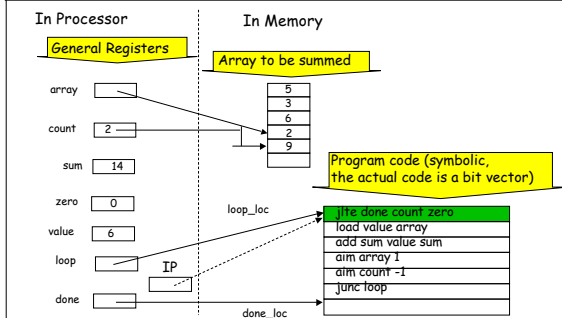 In Processor
In Memory
General Registers
Array to be summed
array
count 2
sum 14
zero 0
value 6
loop
IP
done
5
3
6
2
9
loop_loc
done_loc
Program code (symbolic,
the actual code is a bit vector)
jlte done count zero
load value array
add sum value sum
aim array 1
aim count -1
junc loop